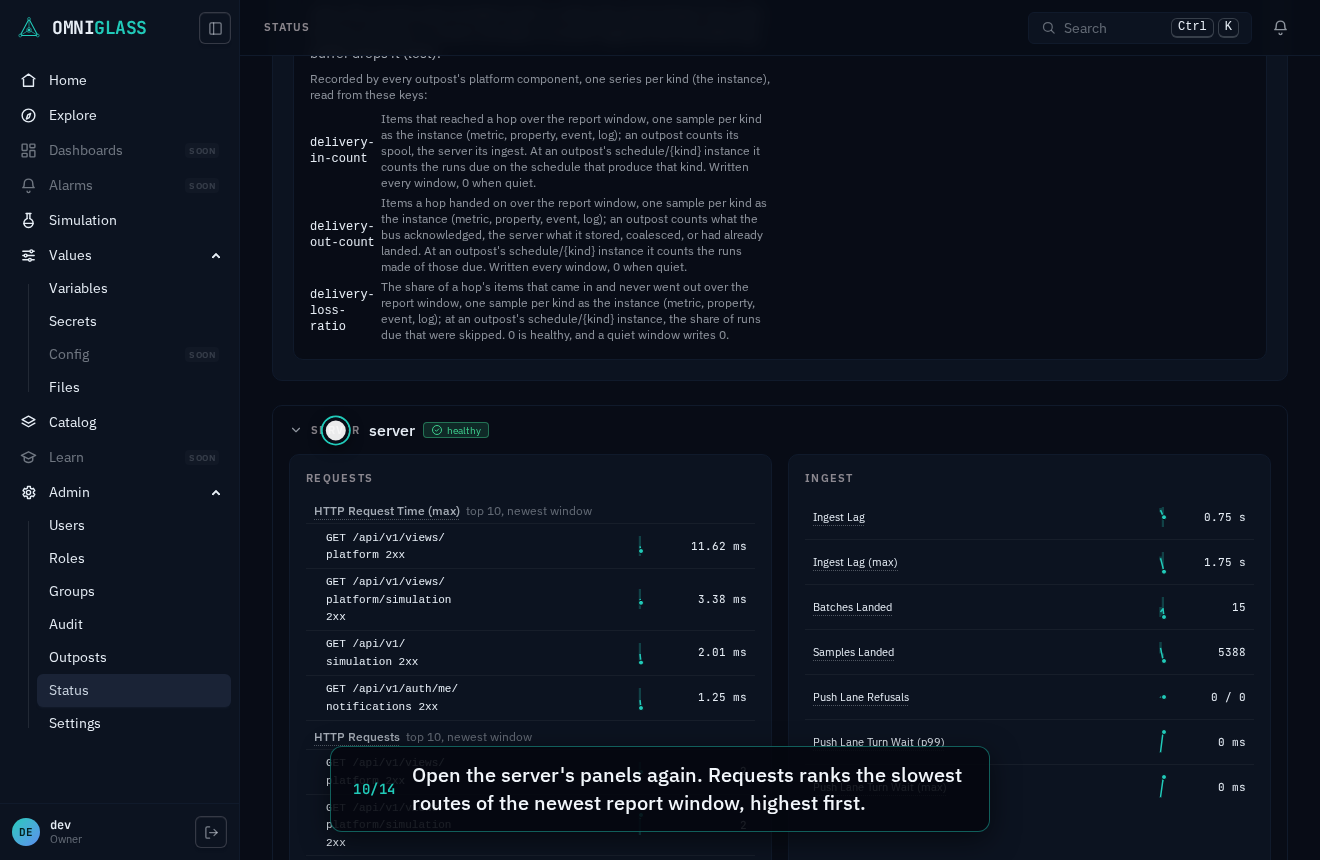 OMNIGLASS
STATUS
Search
Ctrl
K
Home
Explore
Dashboards
SOON
Alarms
SOON
Simulation
Values
Variables
Secrets
Config
SOON
Files
Catalog
Learn
SOON
Admin
Users
Roles
Groups
Audit
Outposts
Status
Settings
DE
dev
Owner
Recorded by every outpost's platform component, one series per kind (the instance),
read from these keys:
delivery-
in-count
Items that reached a hop over the report window, one sample per kind
as the instance (metric, property, event, log); an outpost counts its
spool, the server its ingest. At an outpost's schedule/{kind} instance it
counts the runs due on the schedule that produce that kind. Written
every window, 0 when quiet.
delivery-
out-count
Items a hop handed on over the report window, one sample per kind as
the instance (metric, property, event, log); an outpost counts what the
bus acknowledged, the server what it stored, coalesced, or had already
landed. At an outpost's schedule/{kind} instance it counts the runs
made of those due. Written every window, 0 when quiet.
delivery-
loss-
ratio
The share of a hop's items that came in and never went out over the
report window, one sample per kind as the instance (metric, property,
event, log); at an outpost's schedule/{kind} instance, the share of runs
due that were skipped. 0 is healthy, and a quiet window writes 0.
server
healthy
REQUESTS
HTTP Request Time (max) top 10, newest window
GET /api/v1/views/
platform 2xx
11.62 ms
GET /api/v1/views/
platform/simulation
2xx
3.38 ms
GET /api/v1/
simulation 2xx
2.01 ms
GET /api/v1/auth/me/
notifications 2xx
1.25 ms
HTTP Requests top 10, newest window
2xx
INGEST
Ingest Lag
0.75 s
Ingest Lag (max)
1.75 s
Batches Landed
15
Samples Landed
5388
Push Lane Refusals
0 / 0
Push Lane Turn Wait (p99)
0 ms
Push Lane Turn Wait (max)
0 ms
10/14
Open the server's panels again. Requests ranks the slowest
routes of the newest report window, highest first.